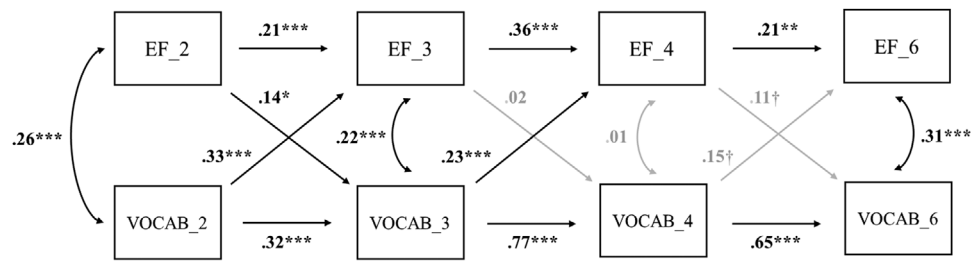 .21***
.36***
.21**
EF_2
EF_3
EF_4
EF_6
.14*
.02
.11†
.26***
.22***
.01
.31***
.33***
.23***
.15†
VOCAB_2
VOCAB_3
VOCAB_4
VOCAB_6
.32***
.77***
.65***